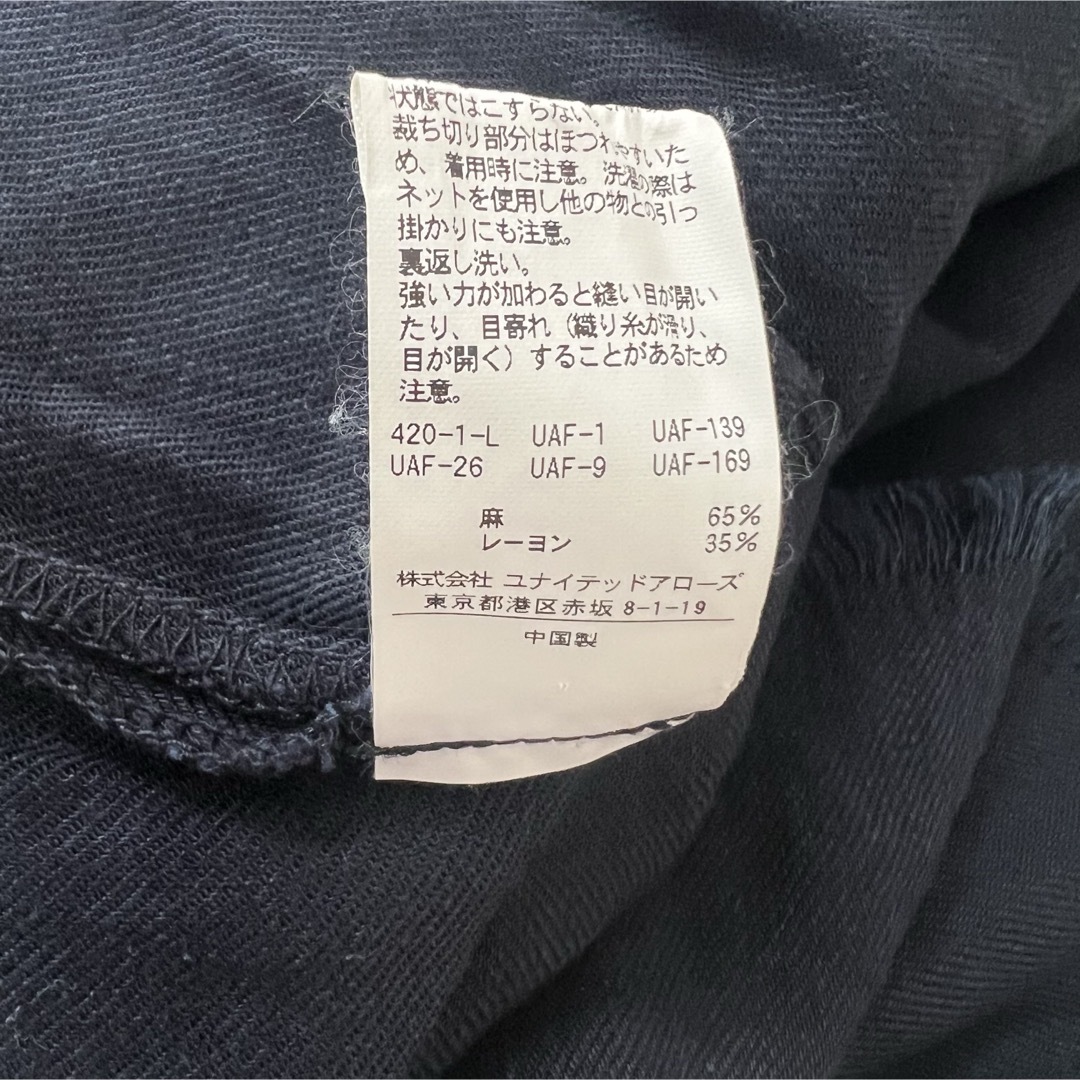 状態ではこすらない。
裁ち切り部分はほつれやすいた
め、着用時に注意。洗濯の際は
ネットを使用し他の物との引っ
掛かりにも注意。
裏返し洗い。
強い力が加わると縫い目が開い
たり、目寄れ（織り糸が滑り、
目が開く）することがあるため
注意。
420-1-L UAF-1 UAF-139
UAF-26 UAF-9 UAF-169
麻 65%
レーヨン 35%
株式会社 ユナイテッドアローズ
東京都港区赤坂 8-1-19
中国製